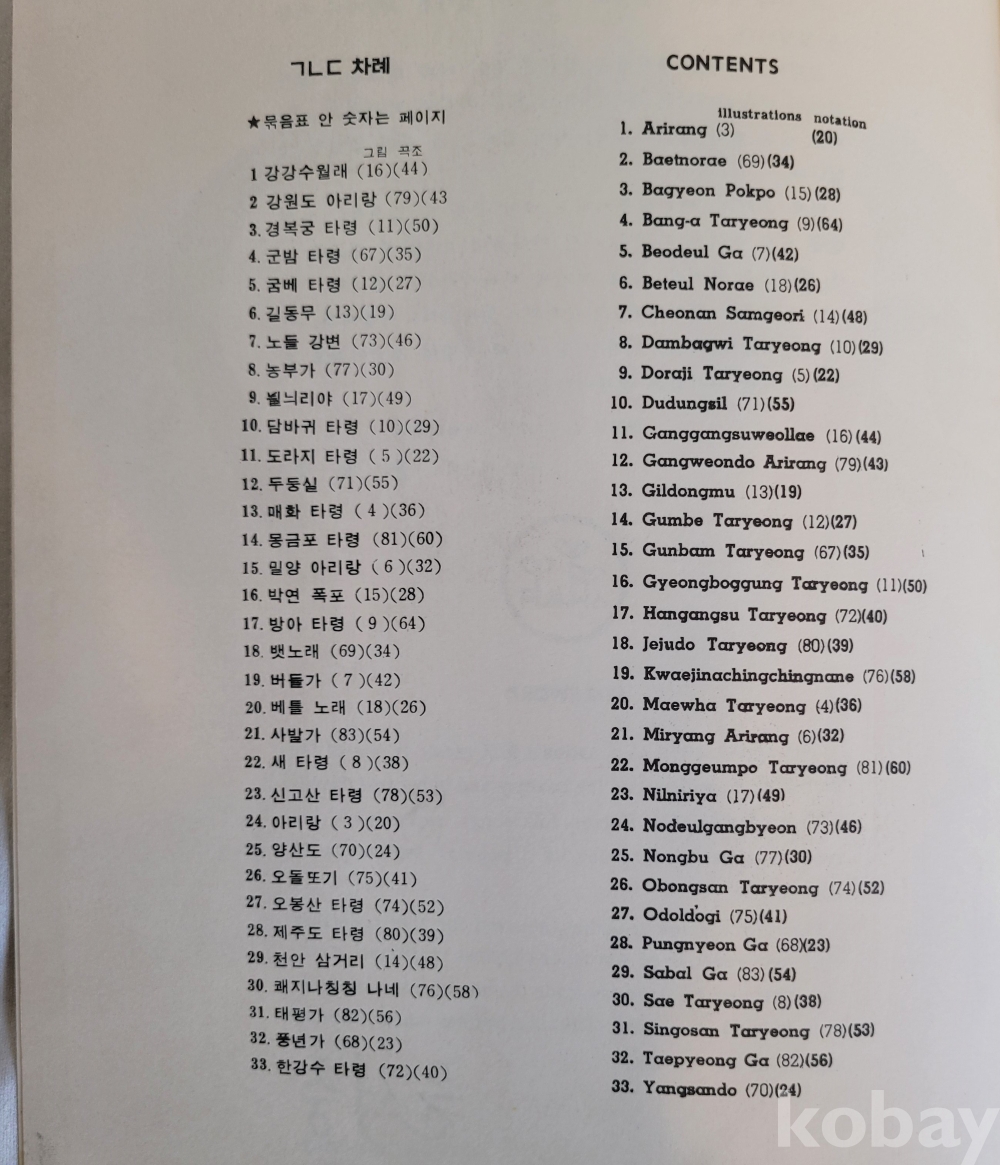 ㄱㄴㄷ 차례
★묶음표 안 숫자는 페이지
그림 곡조
1 강강수월래 (16)(44)
2 강원도 아리랑 (79)(43
3. 경복궁 타령 (11)(50)
4. 군밤 타령 (67)(35)
5. 굼베 타령 (12)(27)
6. 길동무 (13)(19)
7. 노들 강변 (73)(46)
8. 농부가 (77)(30)
9. 닐늬리야 (17)(49)
10. 담바귀 타령 (10)(29)
11. 도라지 타령 ( 5 )(22)
12. 두둥실 (71)(55)
13. 매화 타령 ( 4 )(36)
14. 몽금포 타령 (81)(60)
15. 밀양 아리랑 ( 6 )(32)
16. 박연 폭포 (15)(28)
17. 방아 타령 ( 9 )(64)
18. 뱃노래 (69)(34)
19. 버들가 ( 7 )(42)
20. 베틀 노래 (18)(26)
21. 사발가 (83)(54)
22. 새 타령 ( 8 )(38)
23. 신고산 타령 (78)(53)
24. 아리랑 ( 3 )(20)
25. 양산도 (70)(24)
26. 오돌또기 (75)(41)
27. 오봉산 타령 (74)(52)
28. 제주도 타령 (80)(39)
29. 천안 삼거리 (14)(48)
30. 쾌지나칭칭 나네 (76)(58)
31. 태평가 (82)(56)
32. 풍년가 (68)(23)
33. 한강수 타령 (72)(40)
CONTENTS
illustrations notation
1. Arirang (3) (20)
2. Baetnorae (69)(34)
3. Bagyeon Pokpo (15)(28)
4. Bang-a Taryeong (9)(64)
5. Beodeul Ga (7)(42)
6. Beteul Norae (18)(26)
7. Cheonan Samgeori (14)(48)
8. Dambagwi Taryeong (10)(29)
9. Doraji Taryeong (5)(22)
10. Dudungsil (71)(55)
11. Ganggangsuweollae (16)(44)
12. Gangweondo Arirang (79)(43)
13. Gildongmu (13)(19)
14. Gumbe Taryeong (12)(27)
15. Gunbam Taryeong (67)(35)
16. Gyeongboggung Taryeong (11)(50)
17. Hangangsu Taryeong (72)(40)
18. Jejudo Taryeong (80)(39)
19. Kwaejinachingchingnane (76)(58)
20. Maewha Taryeong (4)(36)
21. Miryang Arirang (6)(32)
22. Monggeumpo Taryeong (81)(60)
23. Nilniriya (17)(49)
24. Nodeulgangbyeon (73)(46)
25. Nongbu Ga (77)(30)
26. Obongsan Taryeong (74)(52)
27. Odoldogi (75)(41)
28. Pungnyeon Ga (68)(23)
29. Sabal Ga (83)(54)
30. Sae Taryeong (8)(38)
31. Singosan Taryeong (78)(53)
32. Taepyeong Ga (82)(56)
33. Yangsando (70)(24)
kobay